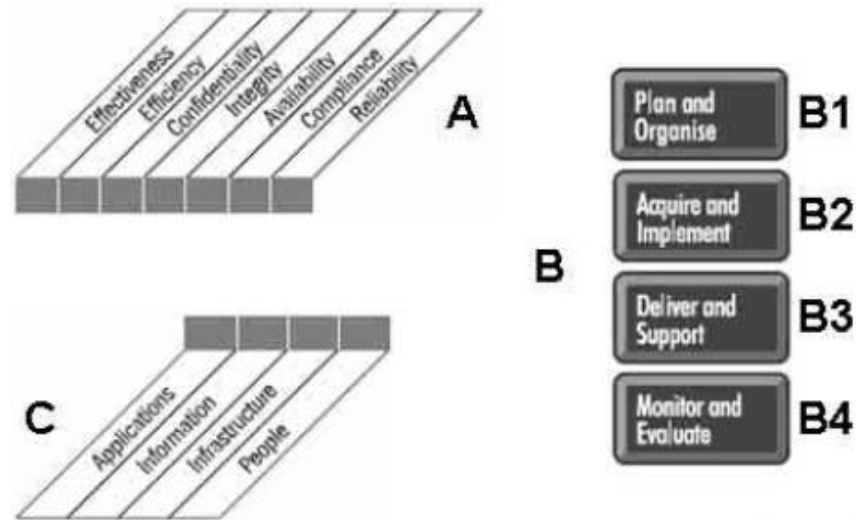 Effectiveness
Efficiency
Confidentiality
Integrity
Availability
Compliance
Reliability
A
Plan and
Organise
B1
Acquire and
Implement
B2
B
Deliver and
Support
B3
Monitor and
Evaluate
B4
C
Applications
Information
Infrastructure
People